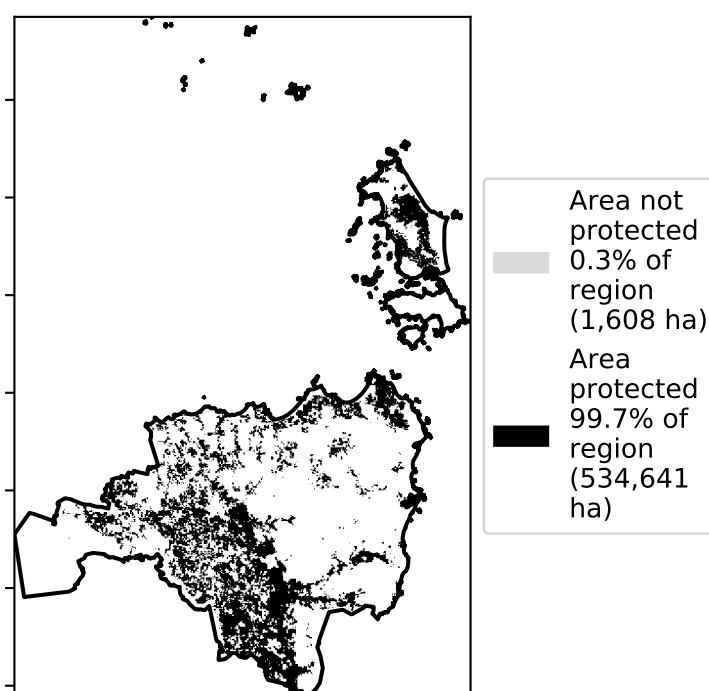 Area not
protected
0.3% of
region
(1,608 ha)
Area
protected
99.7% of
region
(534,641
ha)